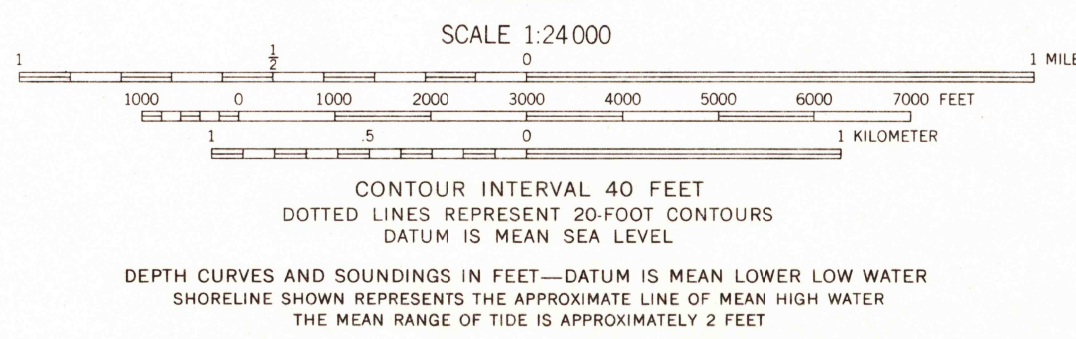 SCALE 1:24 000
1 1/2 0 1 MILE
1000 0 1000 2000 3000 4000 5000 6000 7000 FEET
1 .5 0 1 KILOMETER
CONTOUR INTERVAL 40 FEET
DOTTED LINES REPRESENT 20-FOOT CONTOURS
DATUM IS MEAN SEA LEVEL
DEPTH CURVES AND SOUNDINGS IN FEET—DATUM IS MEAN LOWER LOW WATER
SHORELINE SHOWN REPRESENTS THE APPROXIMATE LINE OF MEAN HIGH WATER
THE MEAN RANGE OF TIDE IS APPROXIMATELY 2 FEET